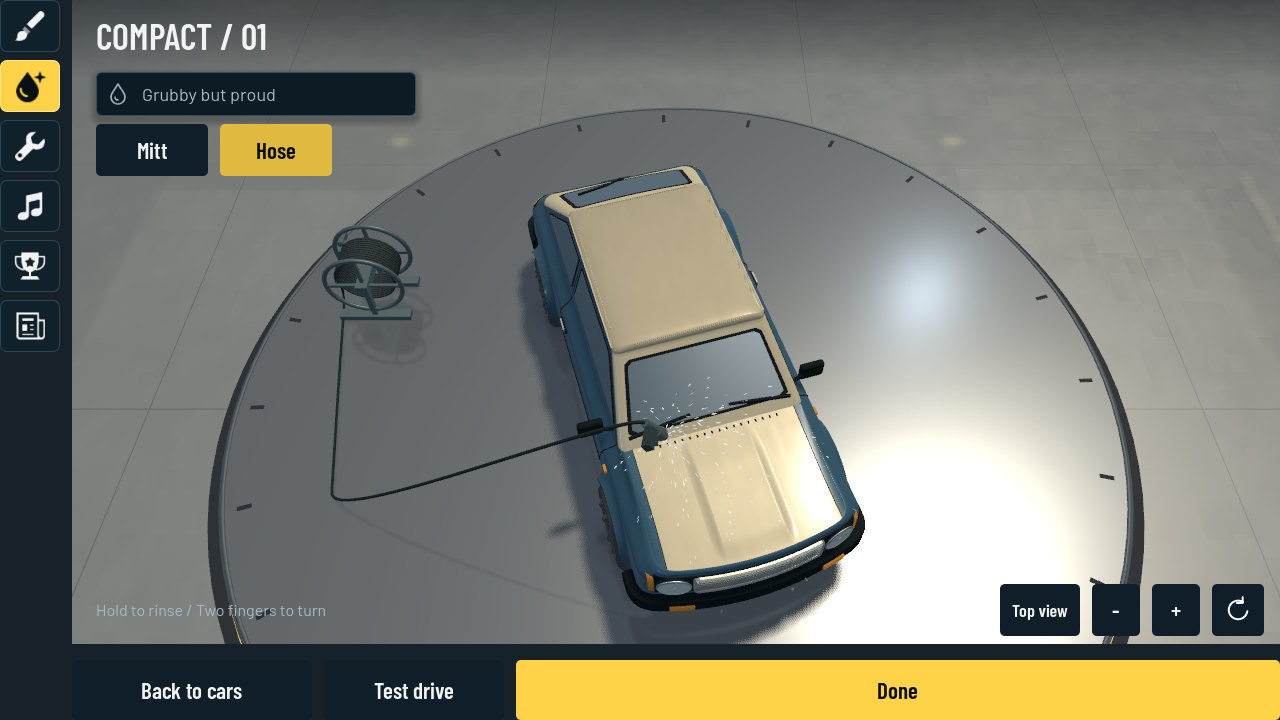 COMPACT / 01
Grubby but proud
Mitt
Hose
Hold to rinse / Two fingers to turn
Top view
-
+
Back to cars
Test drive
Done